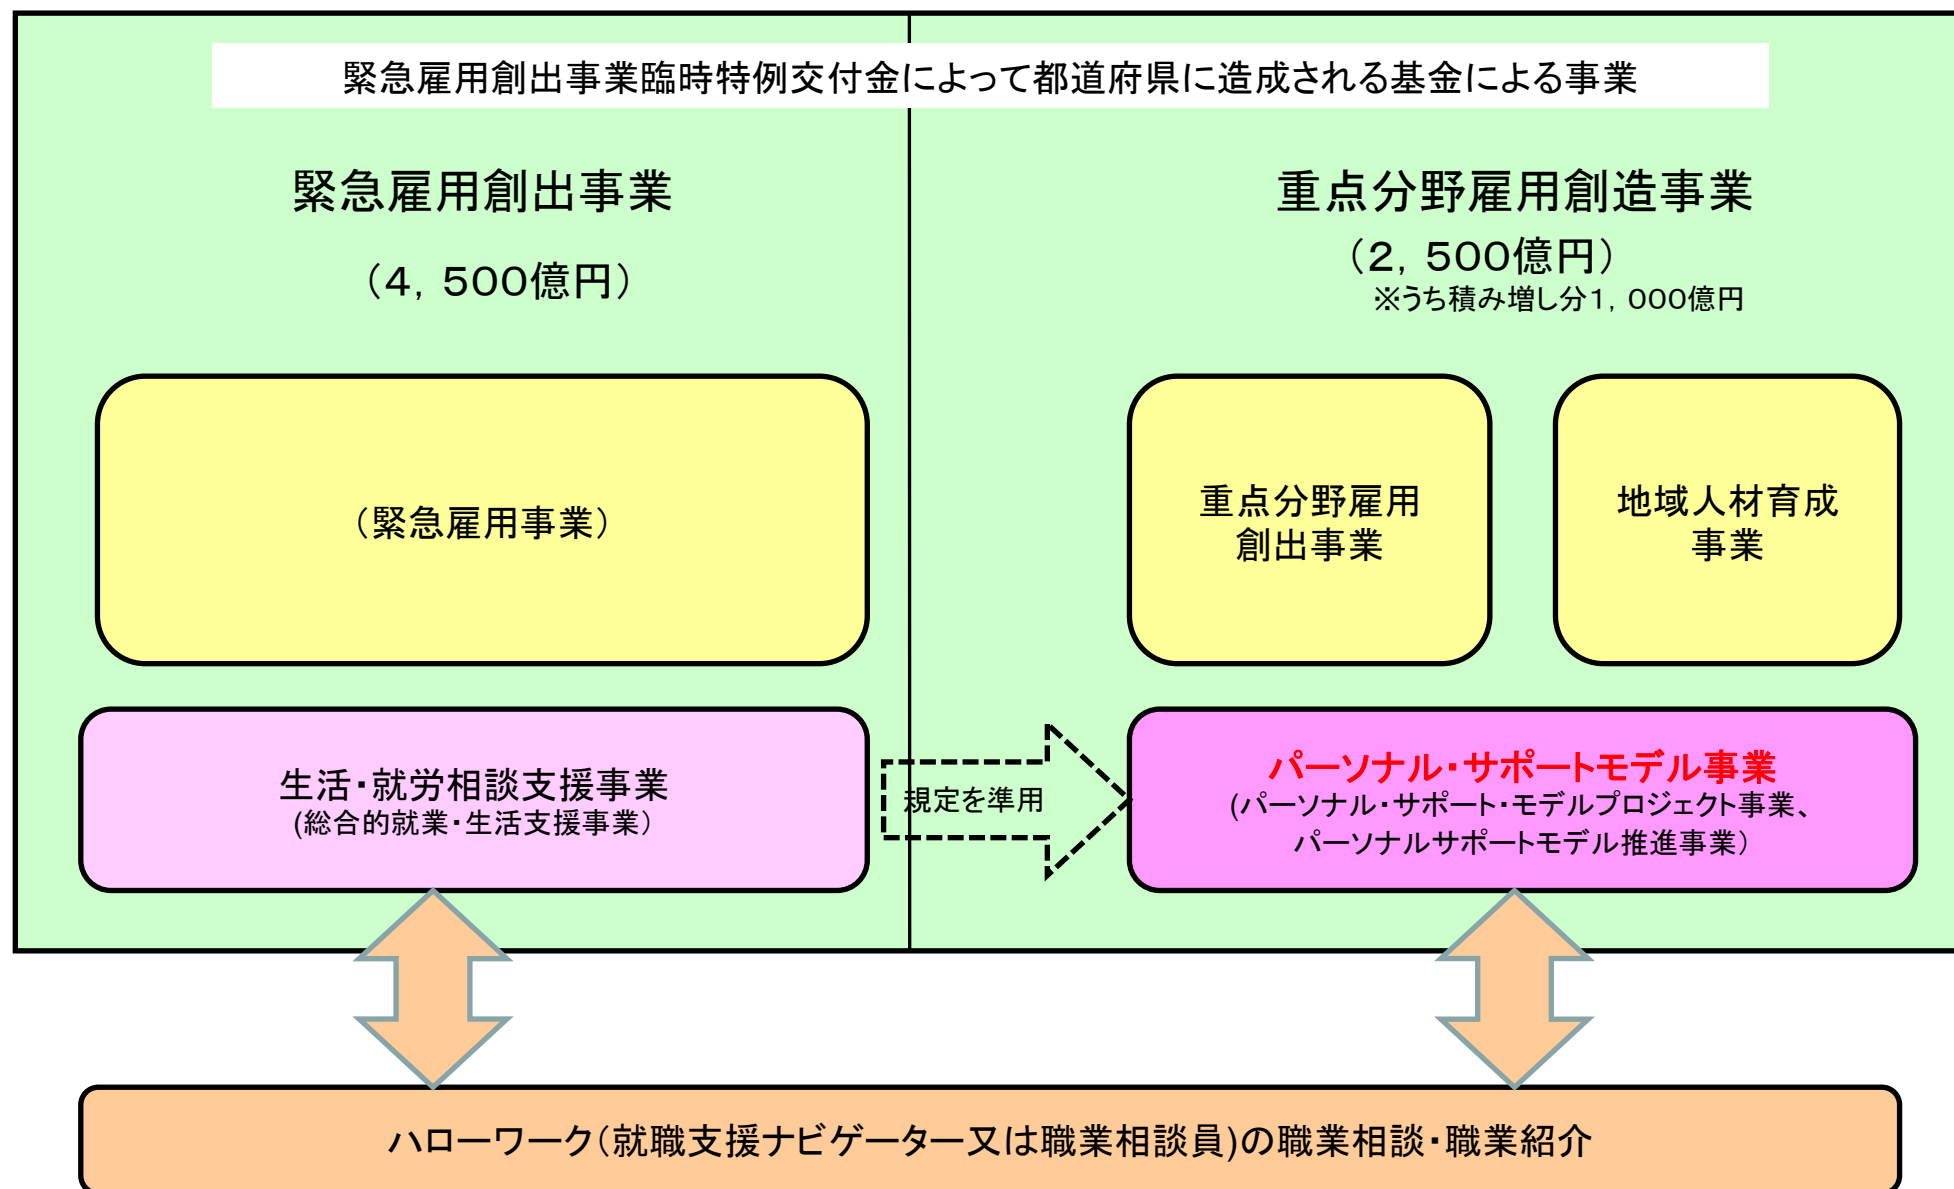 緊急雇用創出事業臨時特例交付金によって都道府県に造成される基金による事業
緊急雇用創出事業
（４，５００億円）
重点分野雇用創造事業
（２，５００億円）
※うち積み増し分１，０００億円
（緊急雇用事業）
重点分野雇用
創出事業
地域人材育成
事業
生活・就労相談支援事業
(総合的就業・生活支援事業）
規定を準用
パーソナル・サポートモデル事業
(パーソナル・サポート・モデルプロジェクト事業、
パーソナルサポートモデル推進事業）
ハローワーク（就職支援ナビゲーター又は職業相談員)の職業相談・職業紹介